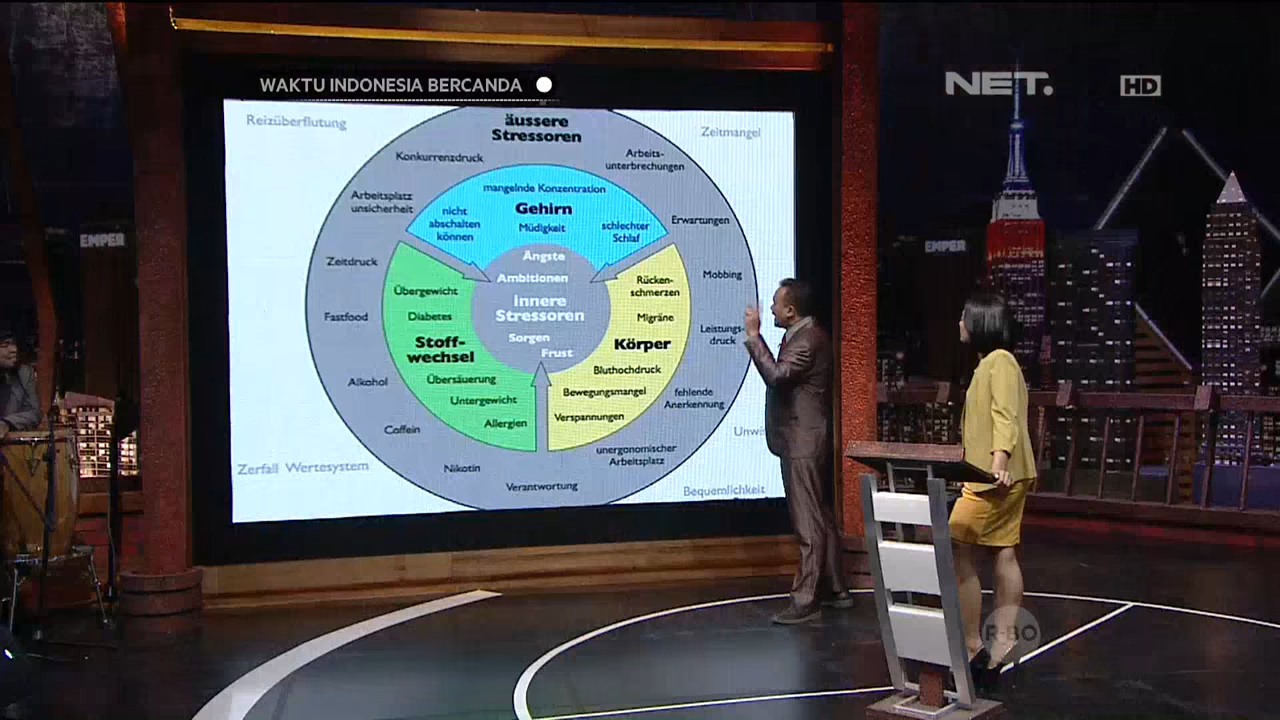 WAKTU INDONESIA BERCANDA
NET.
HD
EMPER
EMPER
Reizüberflutung
Zeitmangel
äussere
Stressoren
Konkurrenzdruck
Arbeits-
unterbrechungen
Arbeitsplatz
unsicherheit
Erwartungen
Zeitdruck
Mobbing
Fastfood
Leistungs-
druck
Alkohol
fehlende
Anerkennung
Coffein
unergonomischer
Arbeitsplatz
Nikotin
Verantwortung
Zerfall Wertesystem
Bequemlichkeit
mangelnde Konzentration
Gehirn
Müdigkeit
nicht
abschalten
können
schlechter
Schlaf
Ängste
Ambitionen
innere
Stressoren
Sorgen
Frust
Übergewicht
Diabetes
Stoff-
wechsel
Übersäuerung
Untergewicht
Allergien
Rücken-
schmerzen
Migräne
Körper
Bluthochdruck
Bewegungsmangel
Verspannungen
R-BO